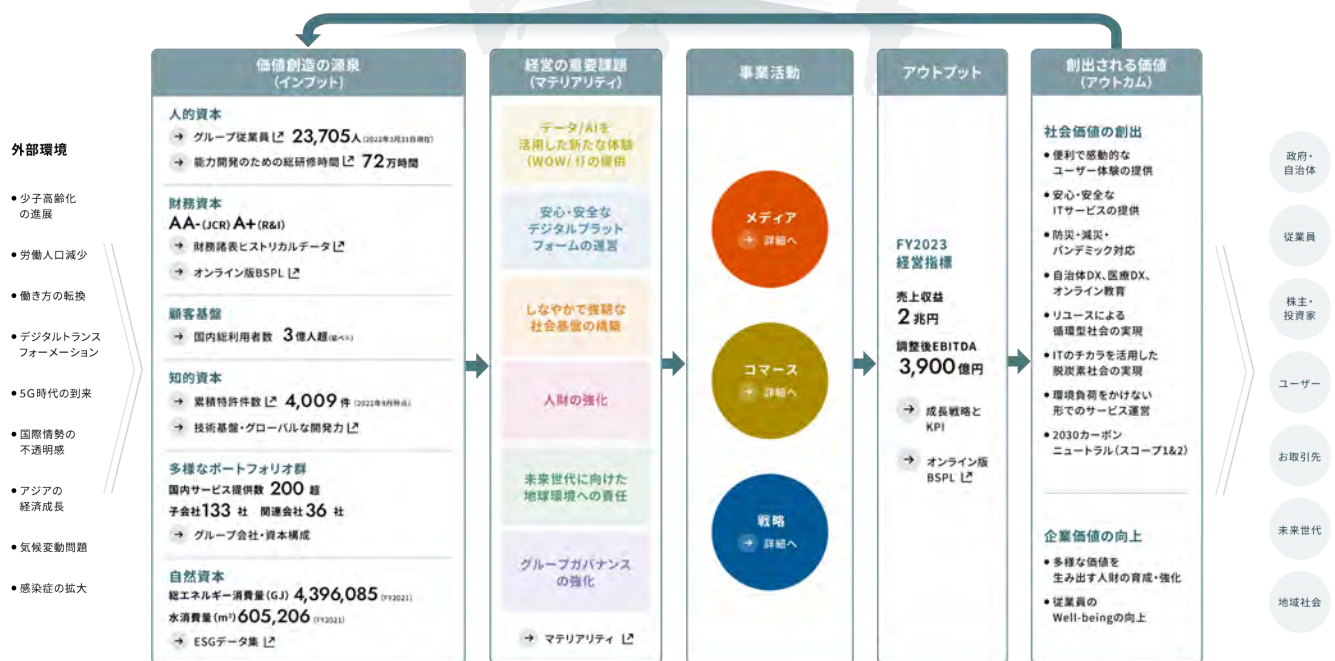 外部環境
• 少子高齢化
の進展
• 労働人口減少
• 働き方の転換
• デジタルトランス
フォーメーション
• 5G時代の到来
• 国際情勢の
不透明感
• アジアの
経済成長
• 気候変動問題
• 感染症の拡大
価値創造の源泉
(インプット)
人的資本
グループ従業員 23,705人(2022年3月31日現在)
能力開発のための総研修時間 72万時間
財務資本
AA-(JCR) A+(R&I)
財務諸表ヒストリカルデータ
オンライン版BSPL
顧客基盤
国内総利用者数 3億人超(延べ※)
知的資本
累積特許件数 4,009件(2022年9月時点)
技術基盤・グローバルな開発力
多様なポートフォリオ群
国内サービス提供数 200 超
子会社133 社 関連会社36 社
グループ会社・資本構成
自然資本
総エネルギー消費量(GJ) 4,396,085(FY2021)
水消費量(m³)605,206(FY2021)
ESGデータ集
経営の重要課題
(マテリアリティ)
データ/AIを
活用した新たな体験
(WOW/ !)の提供
安心・安全な
デジタルプラット
フォームの運営
しなやかで強靭な
社会基盤の構築
人財の強化
未来世代に向けた
地球環境への責任
グループガバナンス
の強化
マテリアリティ
事業活動
メディア
詳細へ
コマース
詳細へ
戦略
詳細へ
アウトプット
FY2023
経営指標
売上収益
2兆円
調整後EBITDA
3,900億円
成長戦略と
KPI
オンライン版
BSPL
創出される価値
(アウトカム)
社会価値の創出
• 便利で感動的な
ユーザー体験の提供
• 安心・安全な
ITサービスの提供
• 防災・減災・
パンデミック対応
• 自治体DX、医療DX、
オンライン教育
• リユースによる
循環型社会の実現
• ITのチカラを活用した
脱炭素社会の実現
• 環境負荷をかけない
形でのサービス運営
• 2030カーボン
ニュートラル(スコープ1&2)
企業価値の向上
• 多様な価値を
生み出す人財の育成・強化
• 従業員の
Well-beingの向上
政府・
自治体
従業員
株主・
投資家
ユーザー
お取引先
未来世代
地域社会